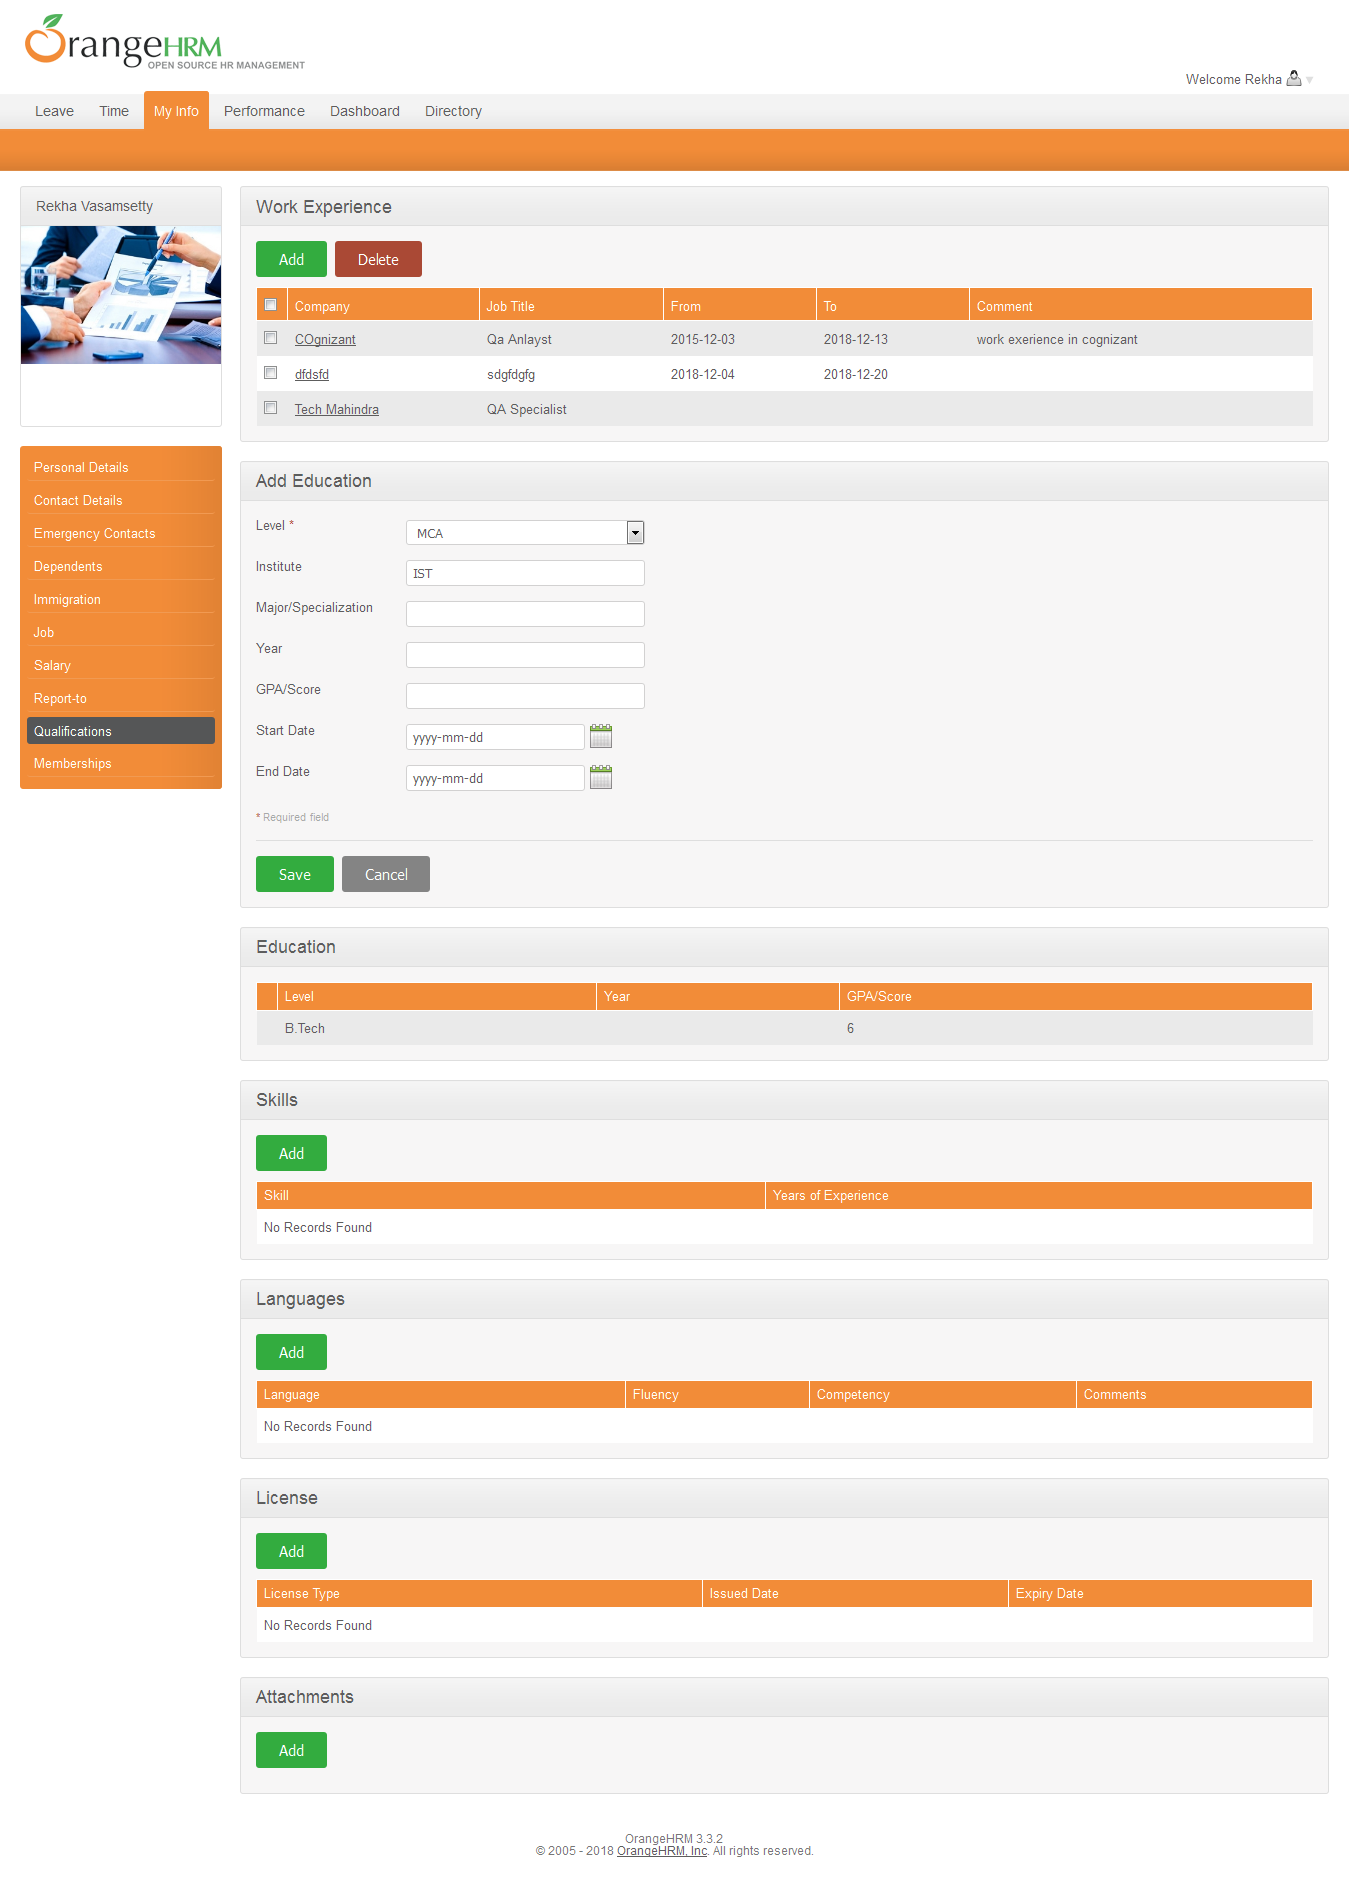 OrangeHRM
OPEN SOURCE HR MANAGEMENT
Welcome Rekha
Leave Time My Info Performance Dashboard Directory
Rekha Vasamsetty
Personal Details
Contact Details
Emergency Contacts
Dependents
Immigration
Job
Salary
Report-to
Qualifications
Memberships
Work Experience
Add Delete
Company Job Title From To Comment
COgnizant Qa Anlayst 2015-12-03 2018-12-13 work exerience in cognizant
dfdsfd sdgfdgfg 2018-12-04 2018-12-20
Tech Mahindra QA Specialist
Add Education
Level * MCA
Institute IST
Major/Specialization
Year
GPA/Score
Start Date yyyy-mm-dd
End Date yyyy-mm-dd
* Required field
Save Cancel
Education
Level Year GPA/Score
B.Tech 6
Skills
Add
Skill Years of Experience
No Records Found
Languages
Add
Language Fluency Competency Comments
No Records Found
License
Add
License Type Issued Date Expiry Date
No Records Found
Attachments
Add
OrangeHRM 3.3.2
© 2005 - 2018 OrangeHRM, Inc. All rights reserved.